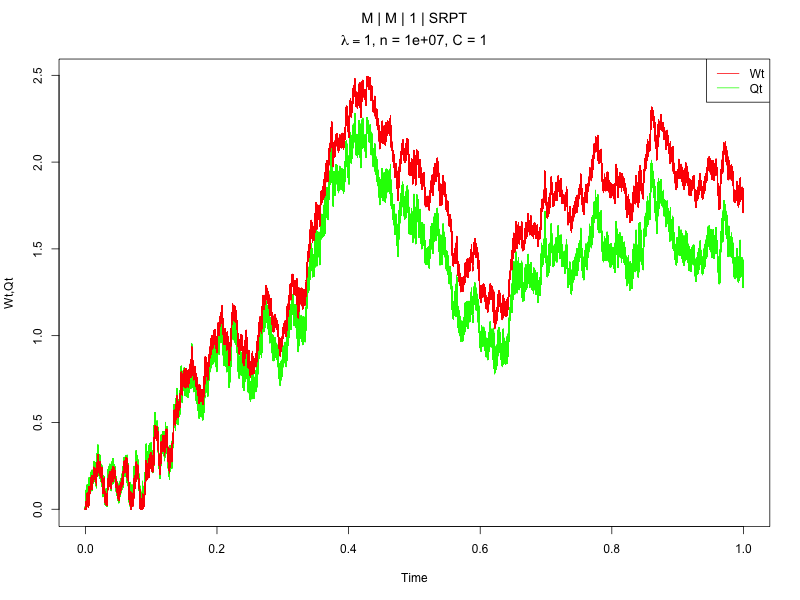 M | M | 1 | SRPT
λ = 1, n = 1e+07, C = 1
Wt
Qt
Wt,Qt
2.5
2.0
1.5
1.0
0.5
0.0
0.0 0.2 0.4 0.6 0.8 1.0
Time